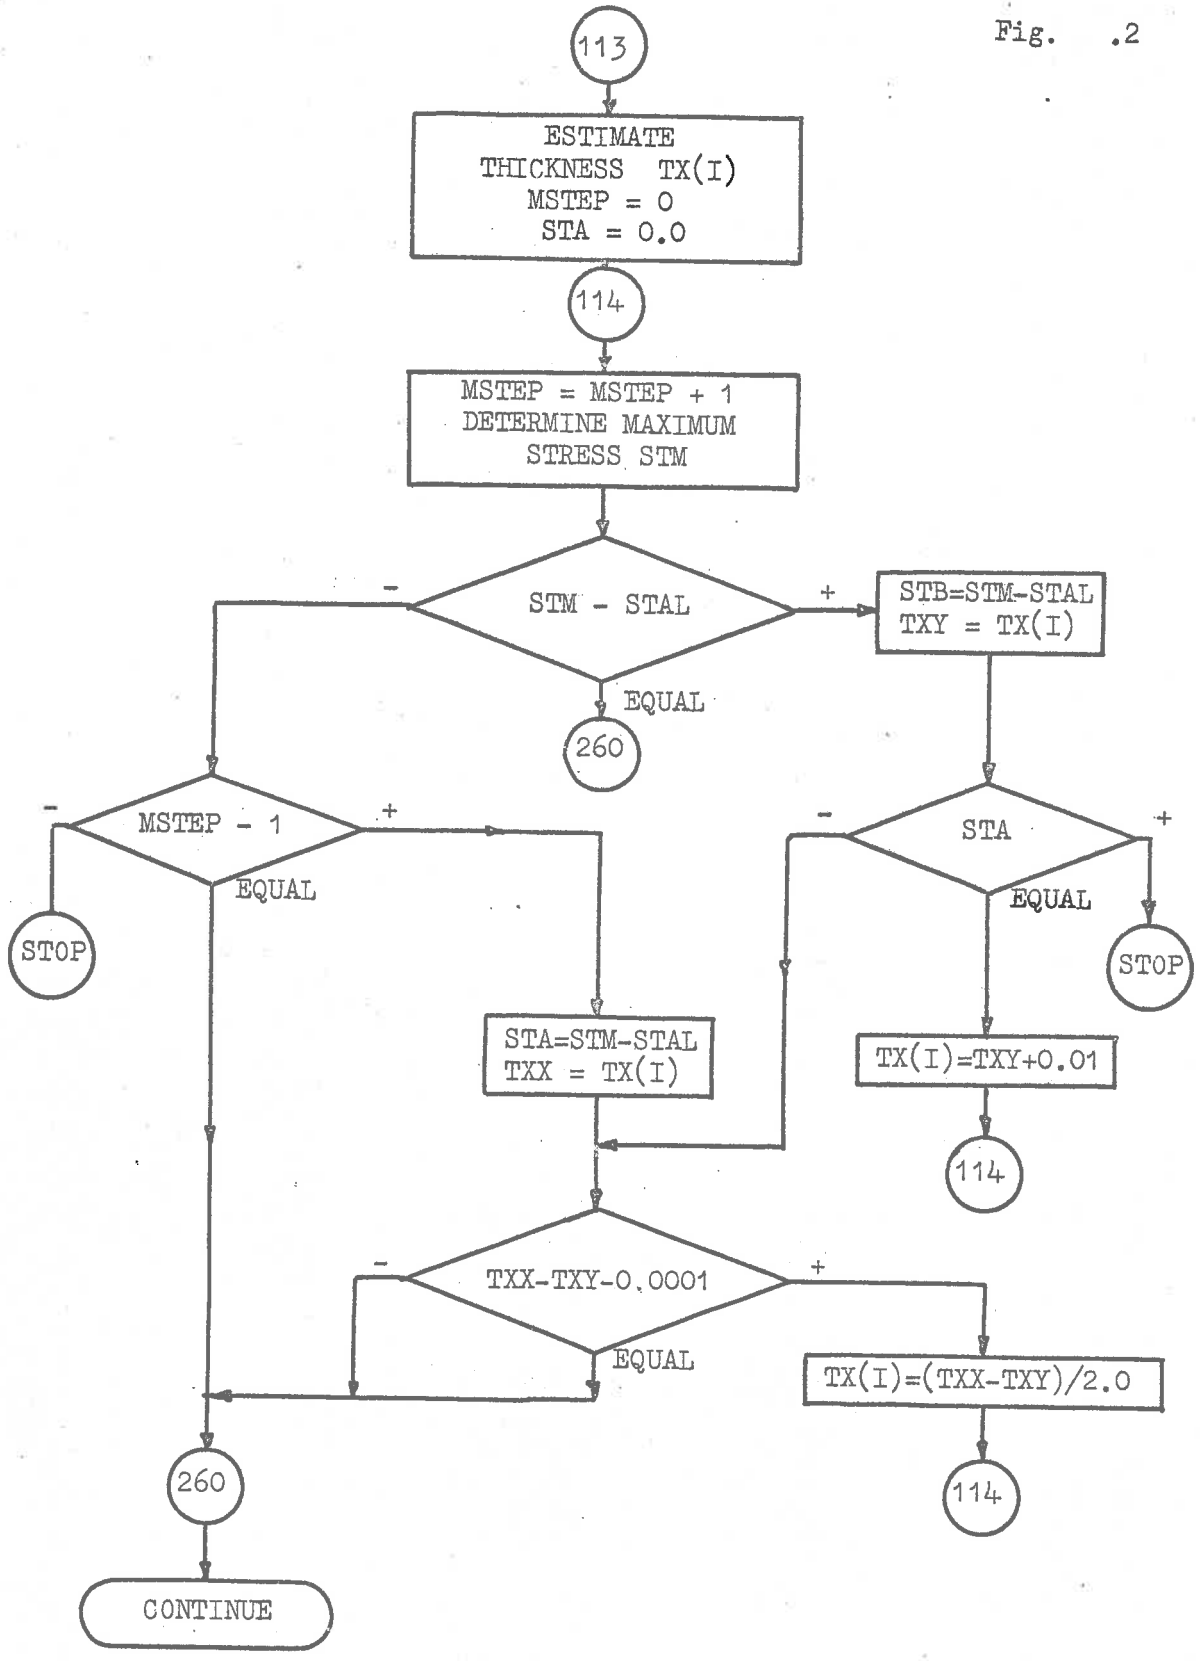 Fig. .2
113
ESTIMATE
THICKNESS TX(I)
MSTEP = 0
STA = 0.0
114
MSTEP = MSTEP + 1
DETERMINE MAXIMUM
STRESS STM
STM - STAL
-
+
EQUAL
260
STB=STM-STAL
TXY = TX(I)
MSTEP - 1
-
+
EQUAL
STOP
STA
-
+
EQUAL
STOP
STA=STM-STAL
TXX = TX(I)
TX(I)=TXY+0.01
114
TXX-TXY-0.0001
-
+
EQUAL
TX(I)=(TXX-TXY)/2.0
114
260
CONTINUE